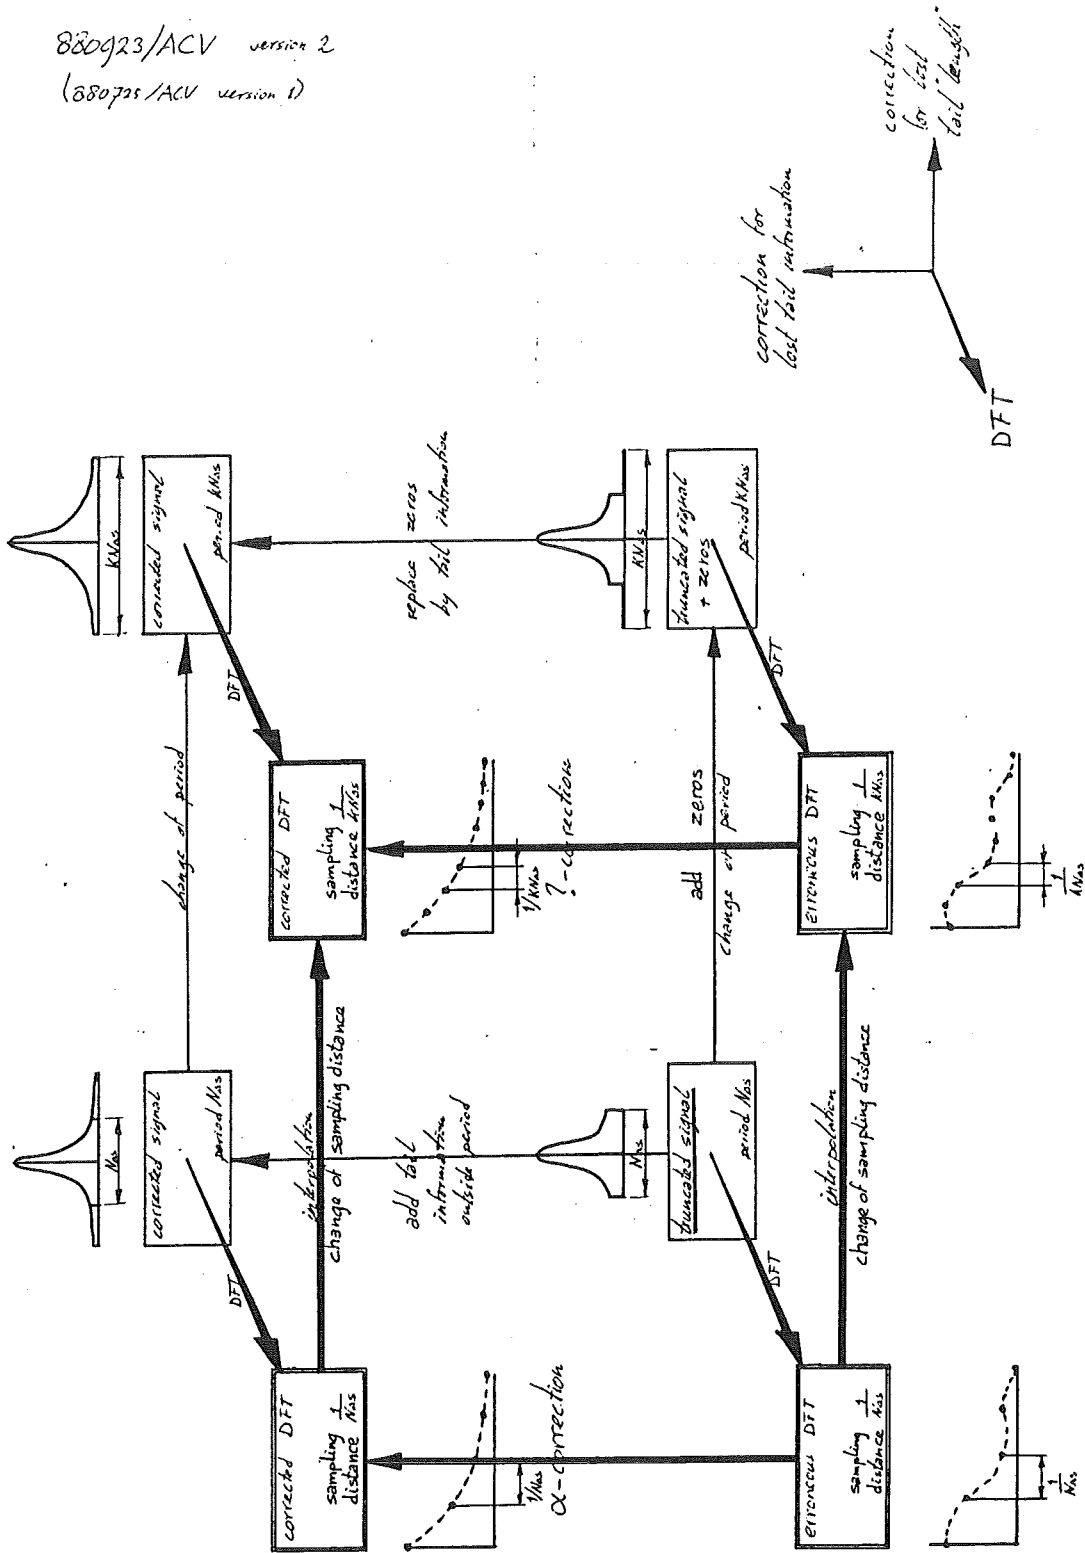 880923/ACV version 2
(880725/ACV version 1)
correction
for lost
"tail length"
correction for
lost tail information
DFT
KNΔs
corrected signal
period KNΔs
replace zeros
by tail information
KNΔs
truncated signal
+ zeros
period KNΔs
DFT
DFT
change of period
corrected DFT
sampling 1/KNΔs
distance
1/KNΔs
?-correction
add zeros
change of period
erronious DFT
sampling 1/KNΔs
distance
1/KNΔs
NΔs
corrected signal
period NΔs
interpolation
change of sampling distance
add tail
information
outside period
NΔs
truncated signal
period NΔs
interpolation
change of sampling distance
DFT
DFT
corrected DFT
sampling 1/NΔs
distance
1/NΔs
α-correction
erroneous DFT
sampling 1/NΔs
distance
1/NΔs